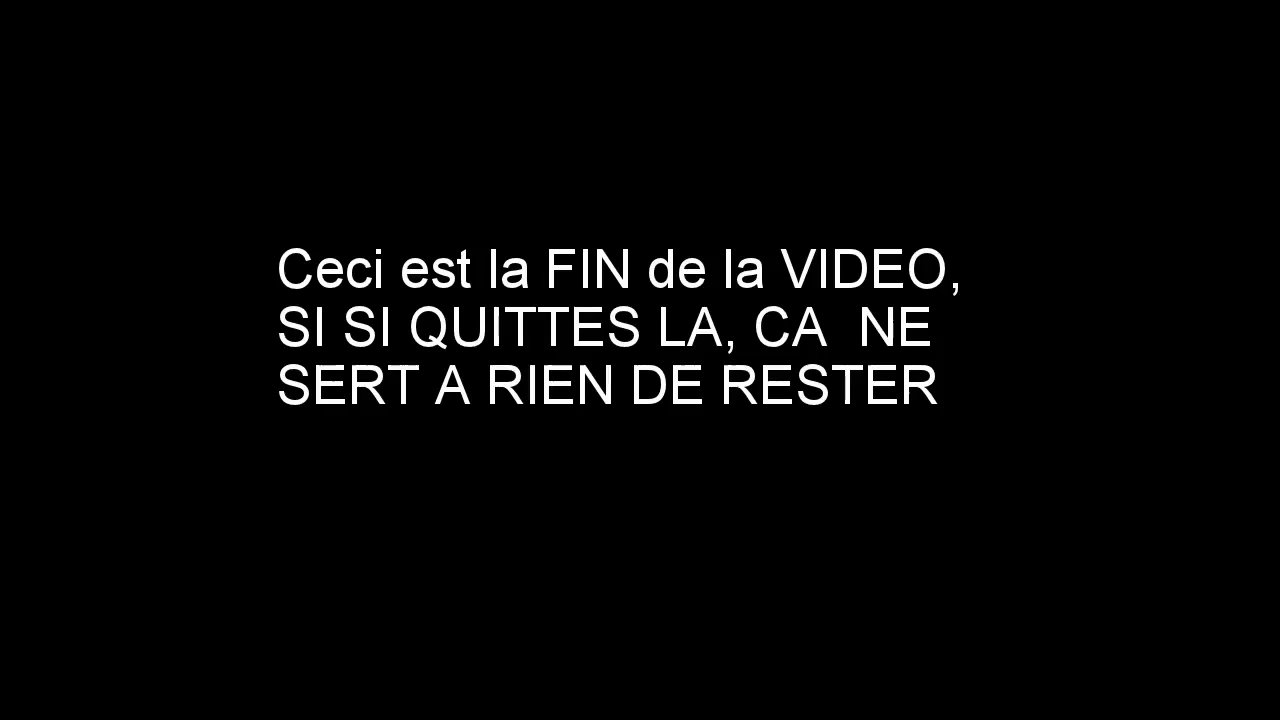 Ceci est la FIN de la VIDEO,
SI SI QUITTES LA, CA  NE
SERT A RIEN DE RESTER